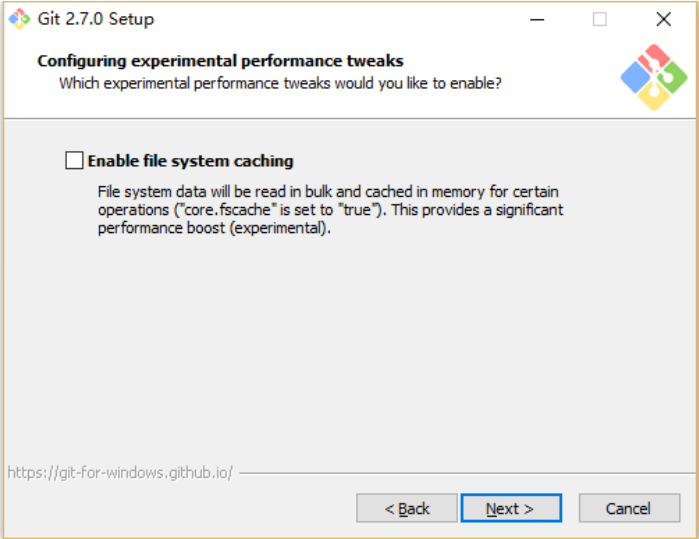 Git 2.7.0 Setup
Configuring experimental performance tweaks
Which experimental performance tweaks would you like to enable?
Enable file system caching
File system data will be read in bulk and cached in memory for certain
operations ("core.fscache" is set to "true"). This provides a significant
performance boost (experimental).
https://git-for-windows.github.io/
< Back
Next >
Cancel